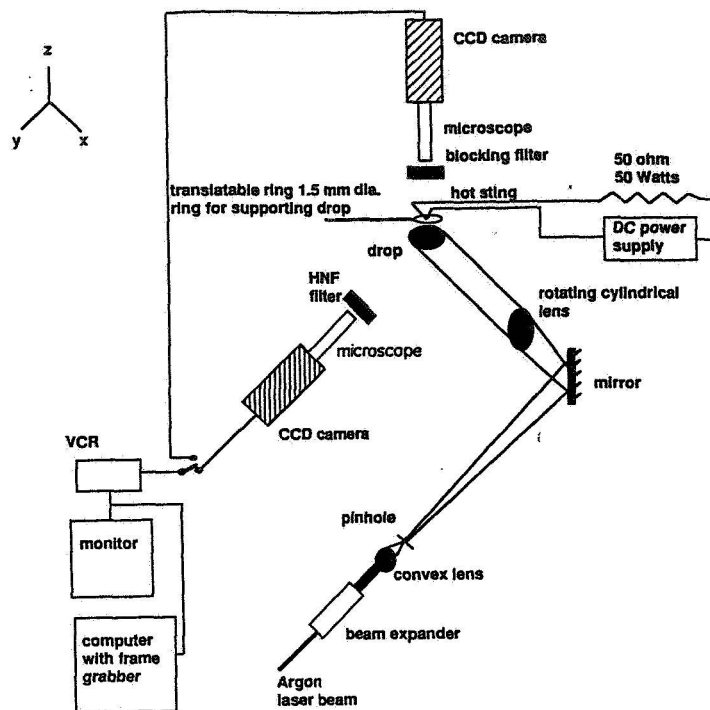 z
y
x
CCD camera
microscope
blocking filter
translatable ring 1.5 mm dia.
ring for supporting drop
hot sting
50 ohm
50 Watts
DC power
supply
drop
HNF
filter
microscope
CCD camera
rotating cylindrical
lens
mirror
VCR
monitor
computer
with frame
grabber
pinhole
convex lens
beam expander
Argon
laser beam